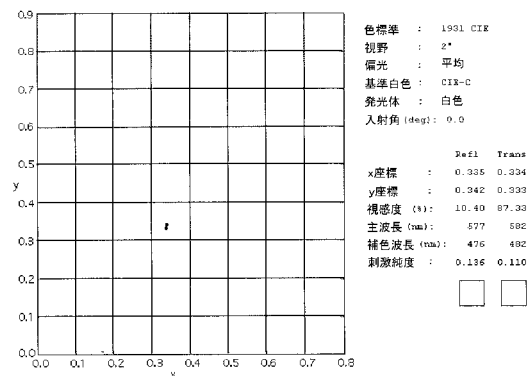 0.9
0.8
0.7
0.6
0.5
y
0.4
0.3
0.2
0.1
0.0
0.0 0.1 0.2 0.3 0.4 0.5 0.6 0.7 0.8
x
色標準 : 1931 CIE
視野 : 2°
偏光 : 平均
基準白色 : CIE-C
発光体 : 白色
入射角(deg): 0.0
Refl Trans
x座標 : 0.335 0.334
y座標 : 0.342 0.333
視感度 (%): 10.40 87.33
主波長(nm): 577 582
補色波長(nm): 476 482
刺激純度 : 0.136 0.110